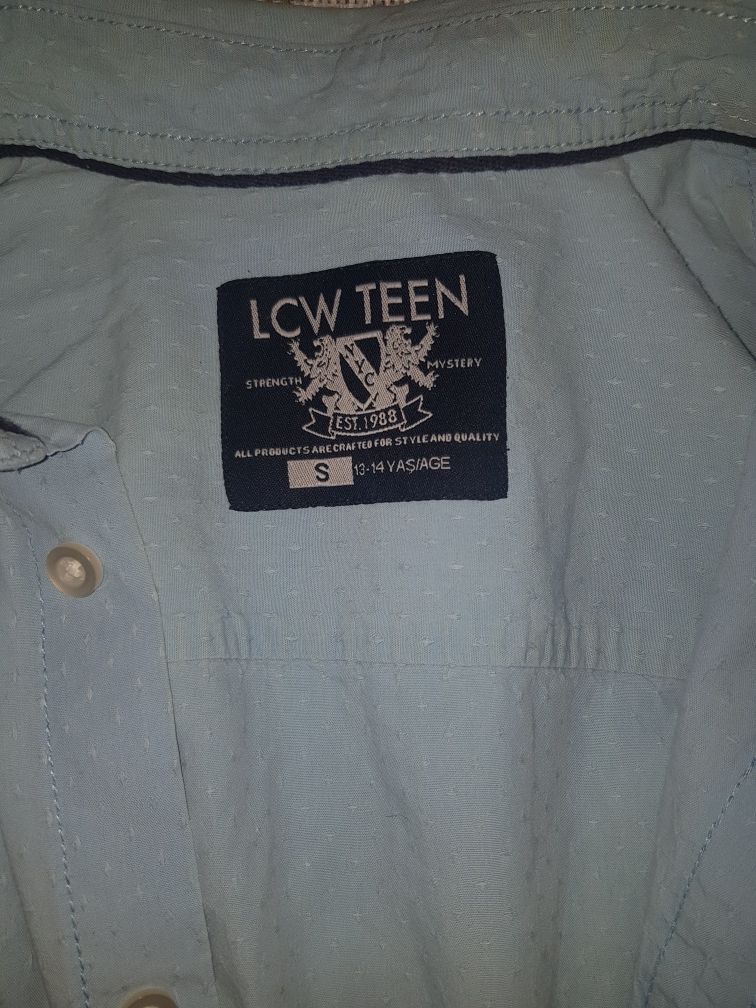 LCW TEEN
STRENGTH
MYSTERY
NYC
EST.1988
ALL PRODUCTS ARE CRAFTED FOR STYLE AND QUALITY
S 13-14 YAŞ/AGE